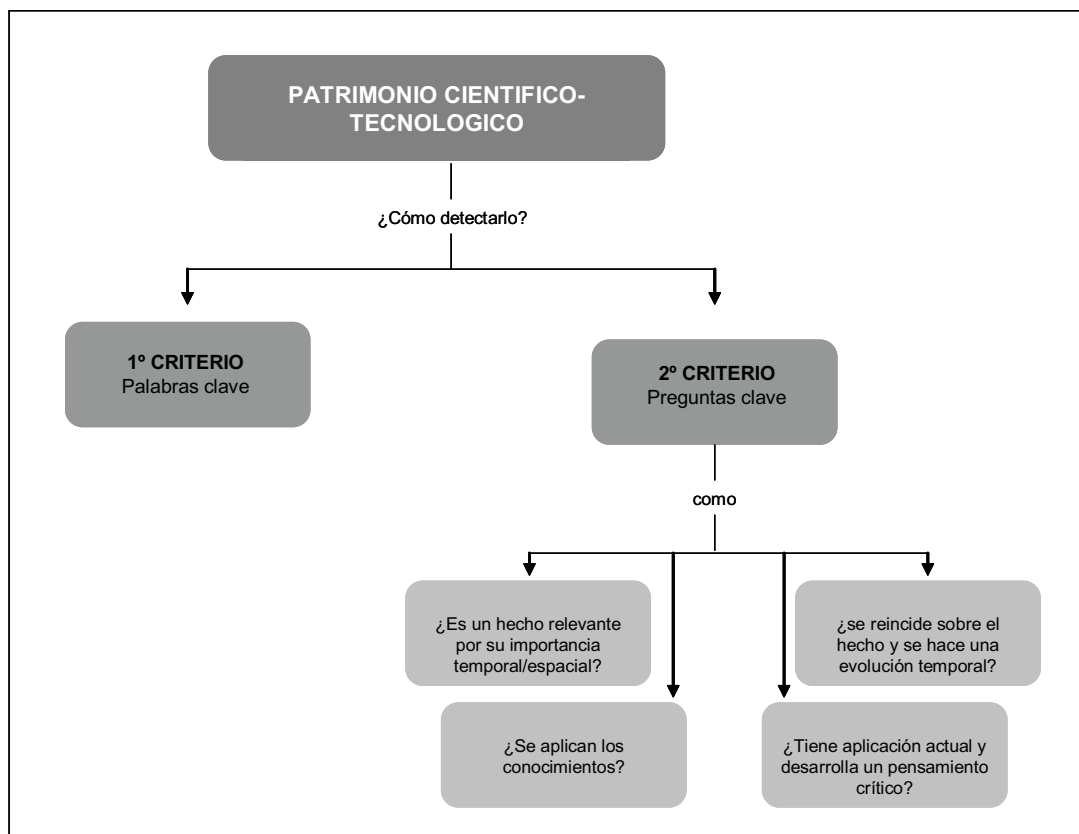 PATRIMONIO CIENTIFICO-
TECNOLOGICO
¿Cómo detectarlo?
1º CRITERIO
Palabras clave
2º CRITERIO
Preguntas clave
como
¿Es un hecho relevante
por su importancia
temporal/espacial?
¿se reincide sobre el
hecho y se hace una
evolución temporal?
¿Se aplican los
conocimientos?
¿Tiene aplicación actual y
desarrolla un pensamiento
crítico?